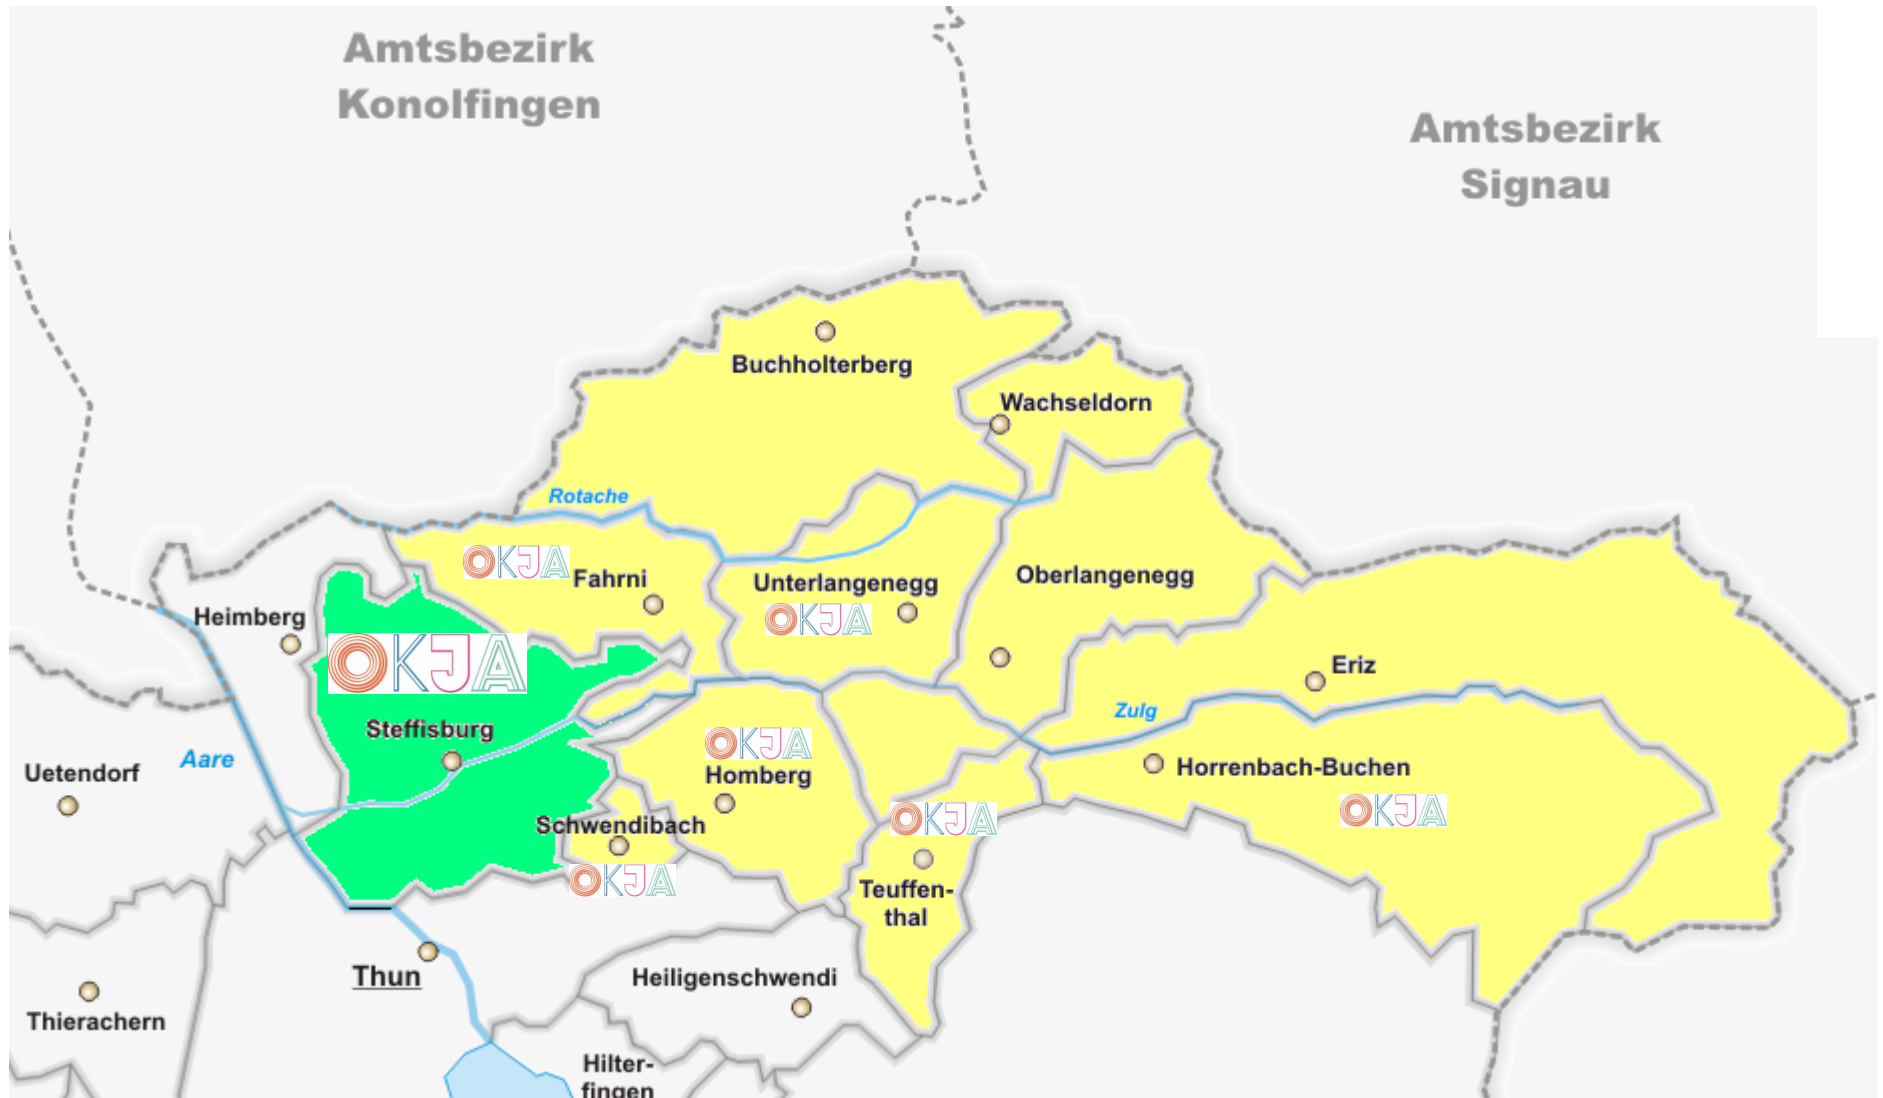 Amtsbezirk
Konolfingen
Amtsbezirk
Signau
Buchholterberg
Wachseldorn
Rotache
OKJA
Fahrni
Unterlangenegg
OKJA
Oberlangenegg
Heimberg
OKJA
Steffisburg
Eriz
Zulg
Aare
Uetendorf
OKJA
Homberg
Horrenbach-Buchen
OKJA
OKJA
Schwendibach
OKJA
Teuffen-
thal
Thun
Heiligenschwendi
Thierachern
Hilter-
fingen